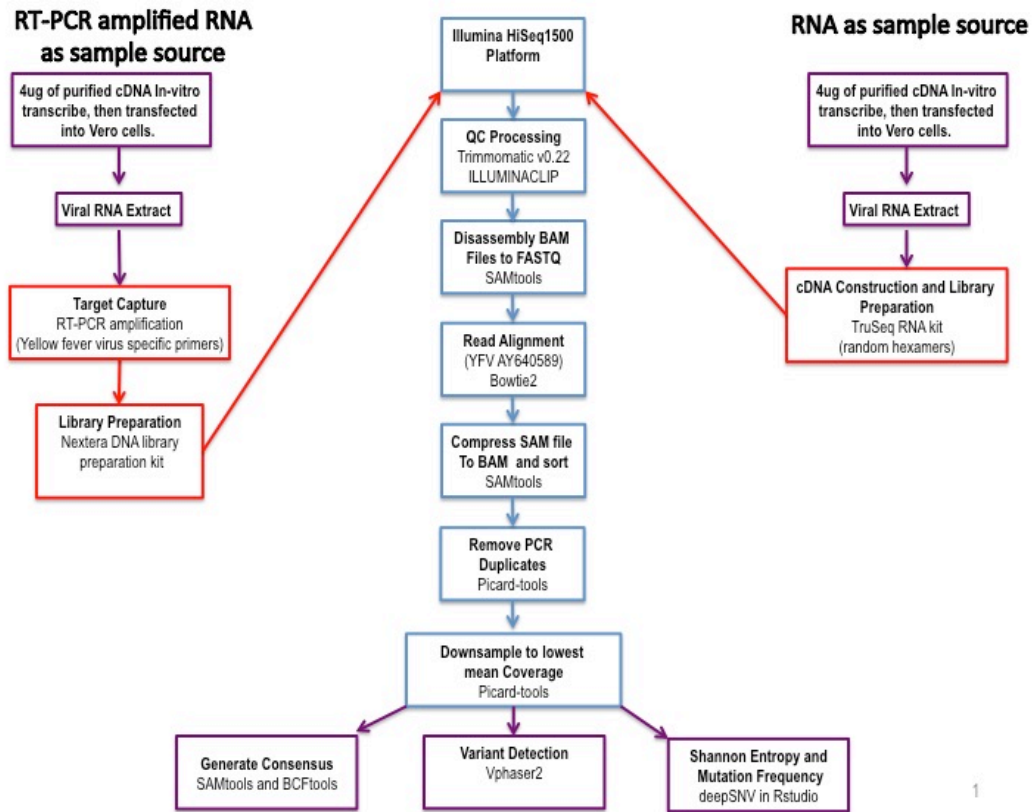 RT-PCR amplified RNA
as sample source
4ug of purified cDNA In-vitro
transcribe, then transfected
into Vero cells.
Viral RNA Extract
Target Capture
RT-PCR amplification
(Yellow fever virus specific primers)
Library Preparation
Nextera DNA library
preparation kit
Illumina HiSeq1500
Platform
QC Processing
Trimmomatic v0.22
ILLUMINACLIP
Disassembly BAM
Files to FASTQ
SAMtools
Read Alignment
(YFV AY640589)
Bowtie2
Compress SAM file
To BAM and sort
SAMtools
Remove PCR
Duplicates
Picard-tools
Downsample to lowest
mean Coverage
Picard-tools
Generate Consensus
SAMtools and BCFtools
Variant Detection
Vphaser2
Shannon Entropy and
Mutation Frequency
deepSNV in Rstudio
RNA as sample source
4ug of purified cDNA In-vitro
transcribe, then transfected
into Vero cells.
Viral RNA Extract
cDNA Construction and Library
Preparation
TruSeq RNA kit
(random hexamers)
1